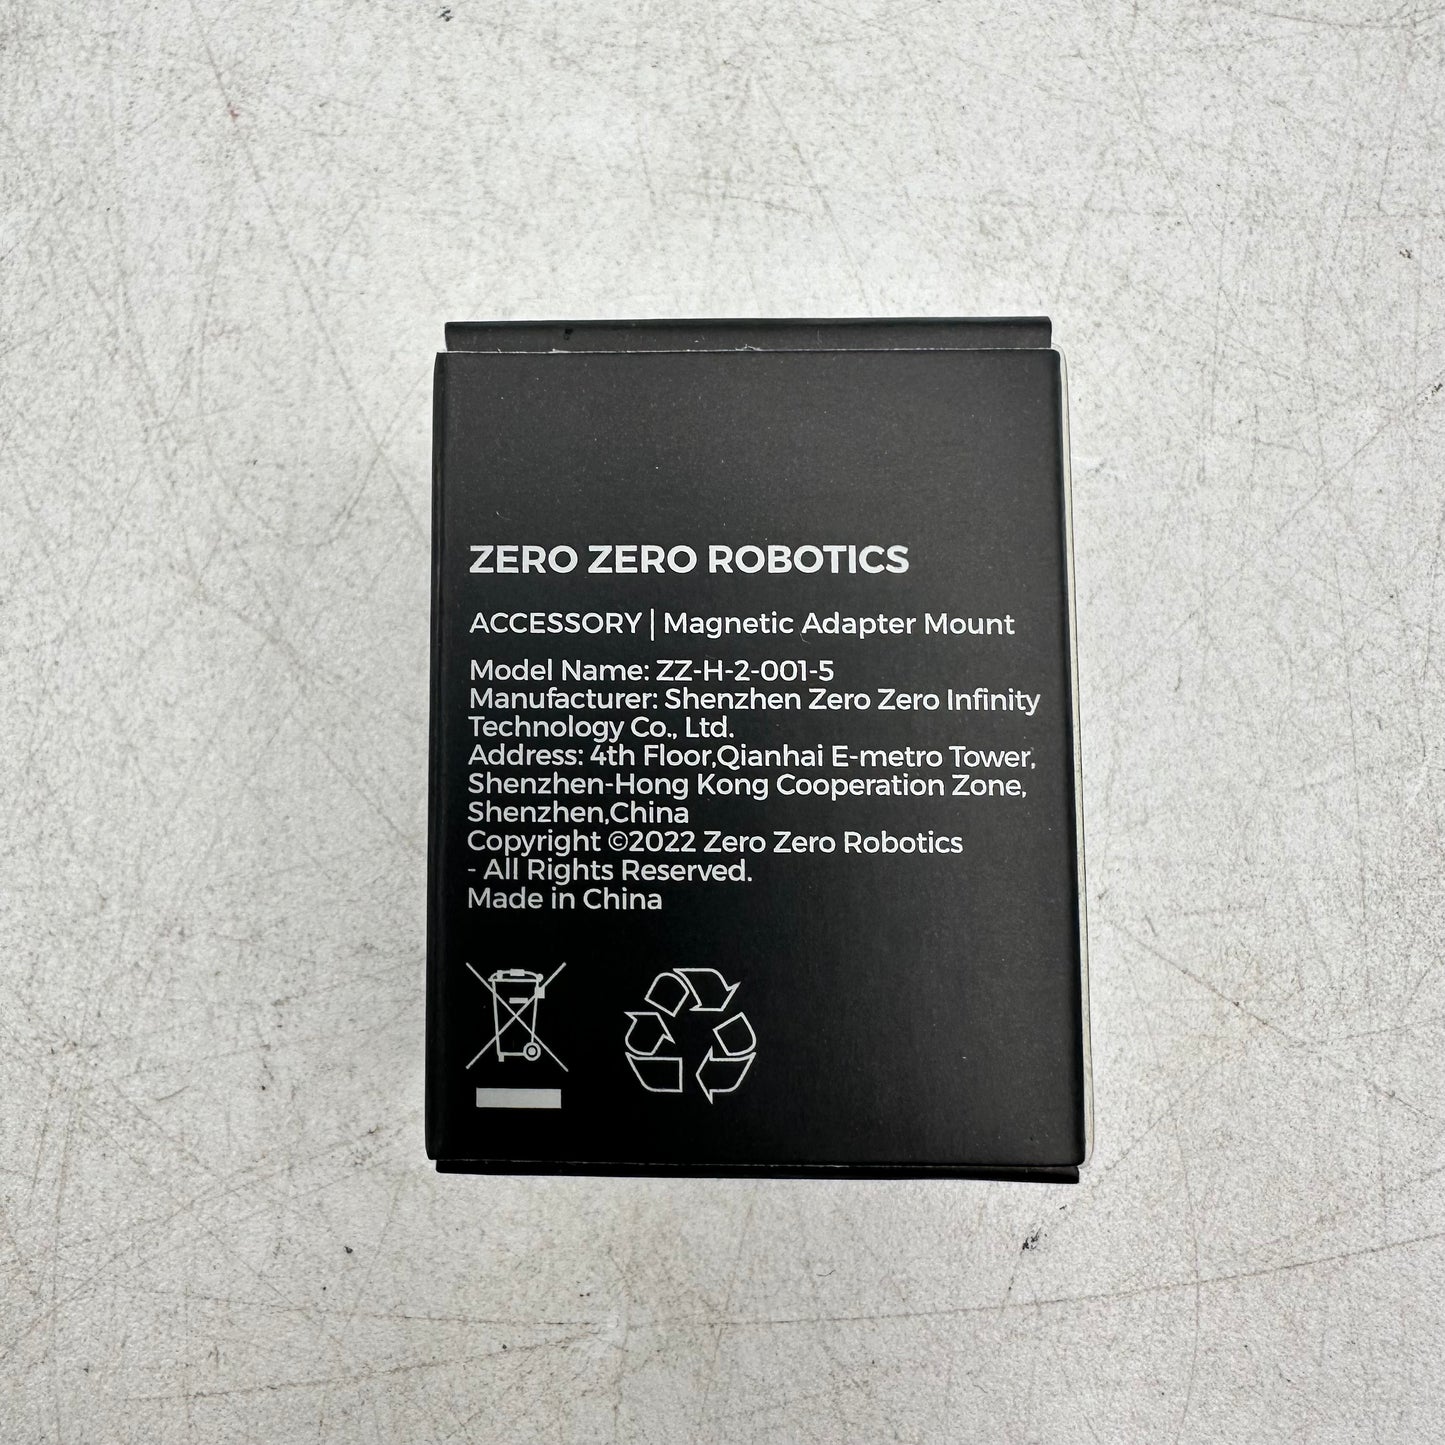 ZERO ZERO ROBOTICS
ACCESSORY | Magnetic Adapter Mount
Model Name: ZZ-H-2-001-5
Manufacturer: Shenzhen Zero Zero Infinity
Technology Co., Ltd.
Address: 4th Floor,Qianhai E-metro Tower,
Shenzhen-Hong Kong Cooperation Zone,
Shenzhen,China
Copyright ©2022 Zero Zero Robotics
- All Rights Reserved.
Made in China